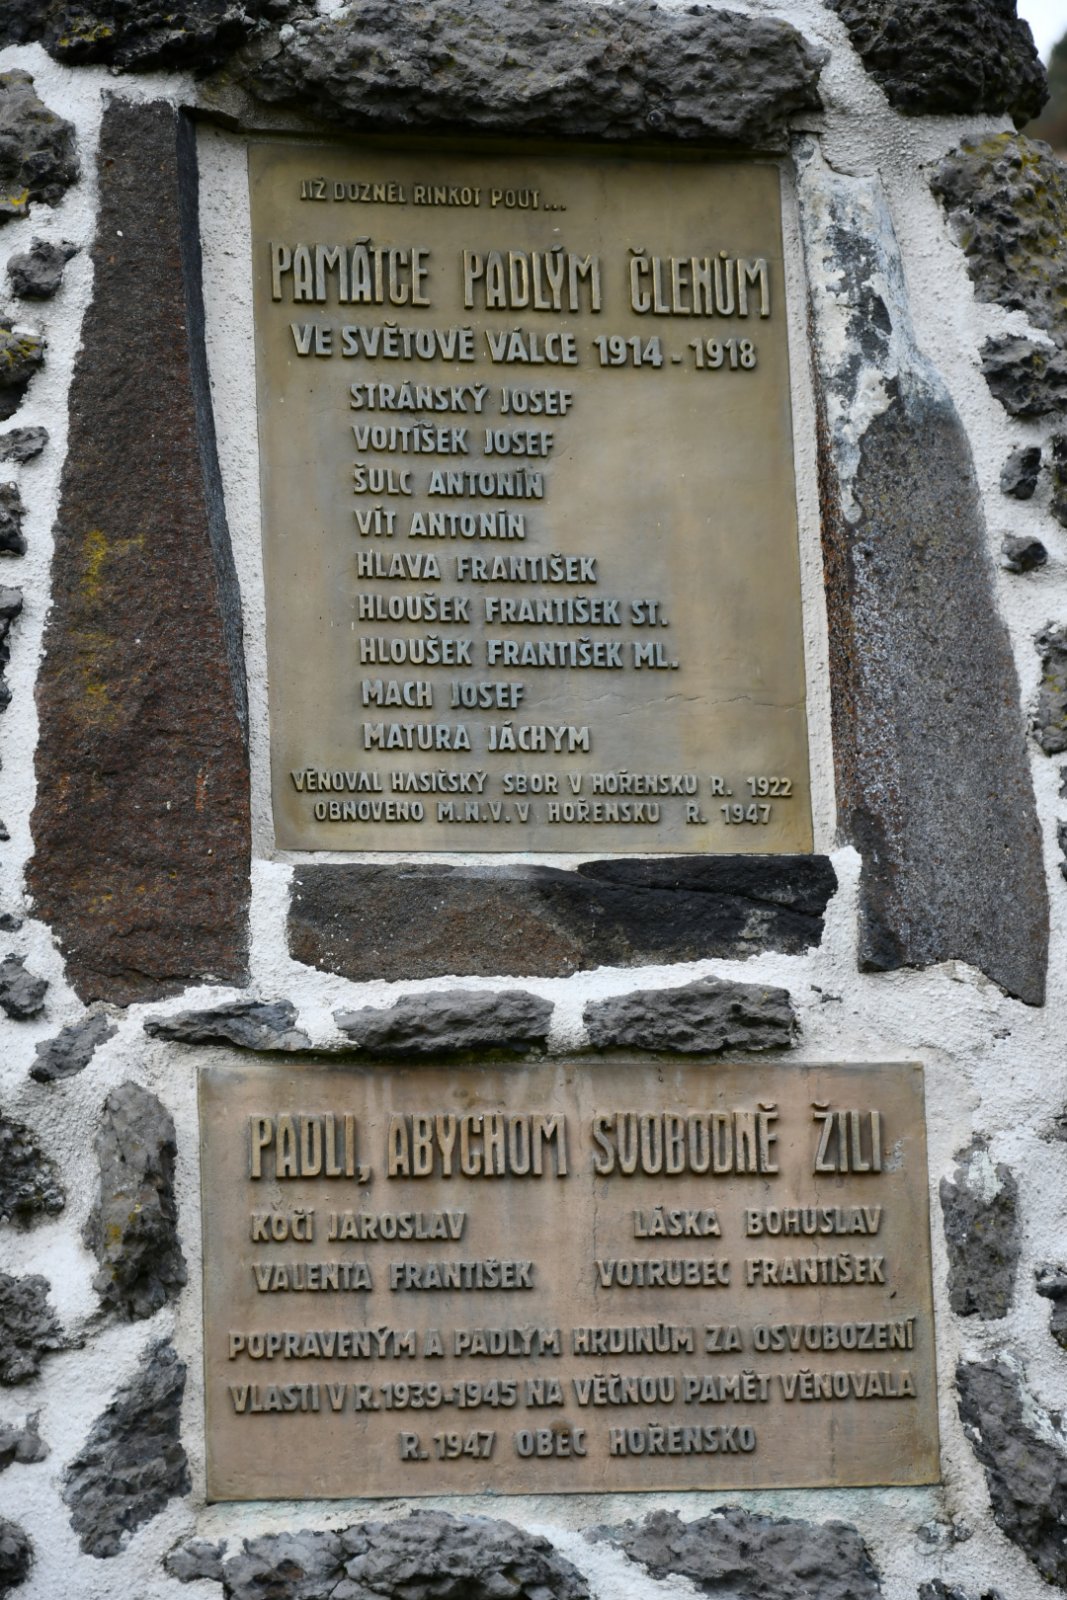 JIŽ DOZNĚL RINKOT POUT...
PAMÁTCE PADLÝM ČLENŮM
VE SVĚTOVÉ VÁLCE 1914-1918
STRÁNSKÝ JOSEF
VOJTÍŠEK JOSEF
ŠULC ANTONÍN
VÍT ANTONÍN
HLAVA FRANTIŠEK
HLOUŠEK FRANTIŠEK ST.
HLOUŠEK FRANTIŠEK ML.
MACH JOSEF
MATURA JÁCHYM
VĚNOVAL HASIČSKÝ SBOR V HOŘENSKU R. 1922
OBNOVENO M.N.V. V HOŘENSKU R. 1947
PADLI, ABYCHOM SVOBODNĚ ŽILI
KOČÍ JAROSLAV LÁSKA BOHUSLAV
VALENTA FRANTIŠEK VOTRUBEC FRANTIŠEK
POPRAVENÝM A PADLÝM HRDINŮM ZA OSVOBOZENÍ
VLASTI V R.1939-1945 NA VĚČNOU PAMĚŤ VĚNOVALA
R.1947 OBEC HOŘENSKO